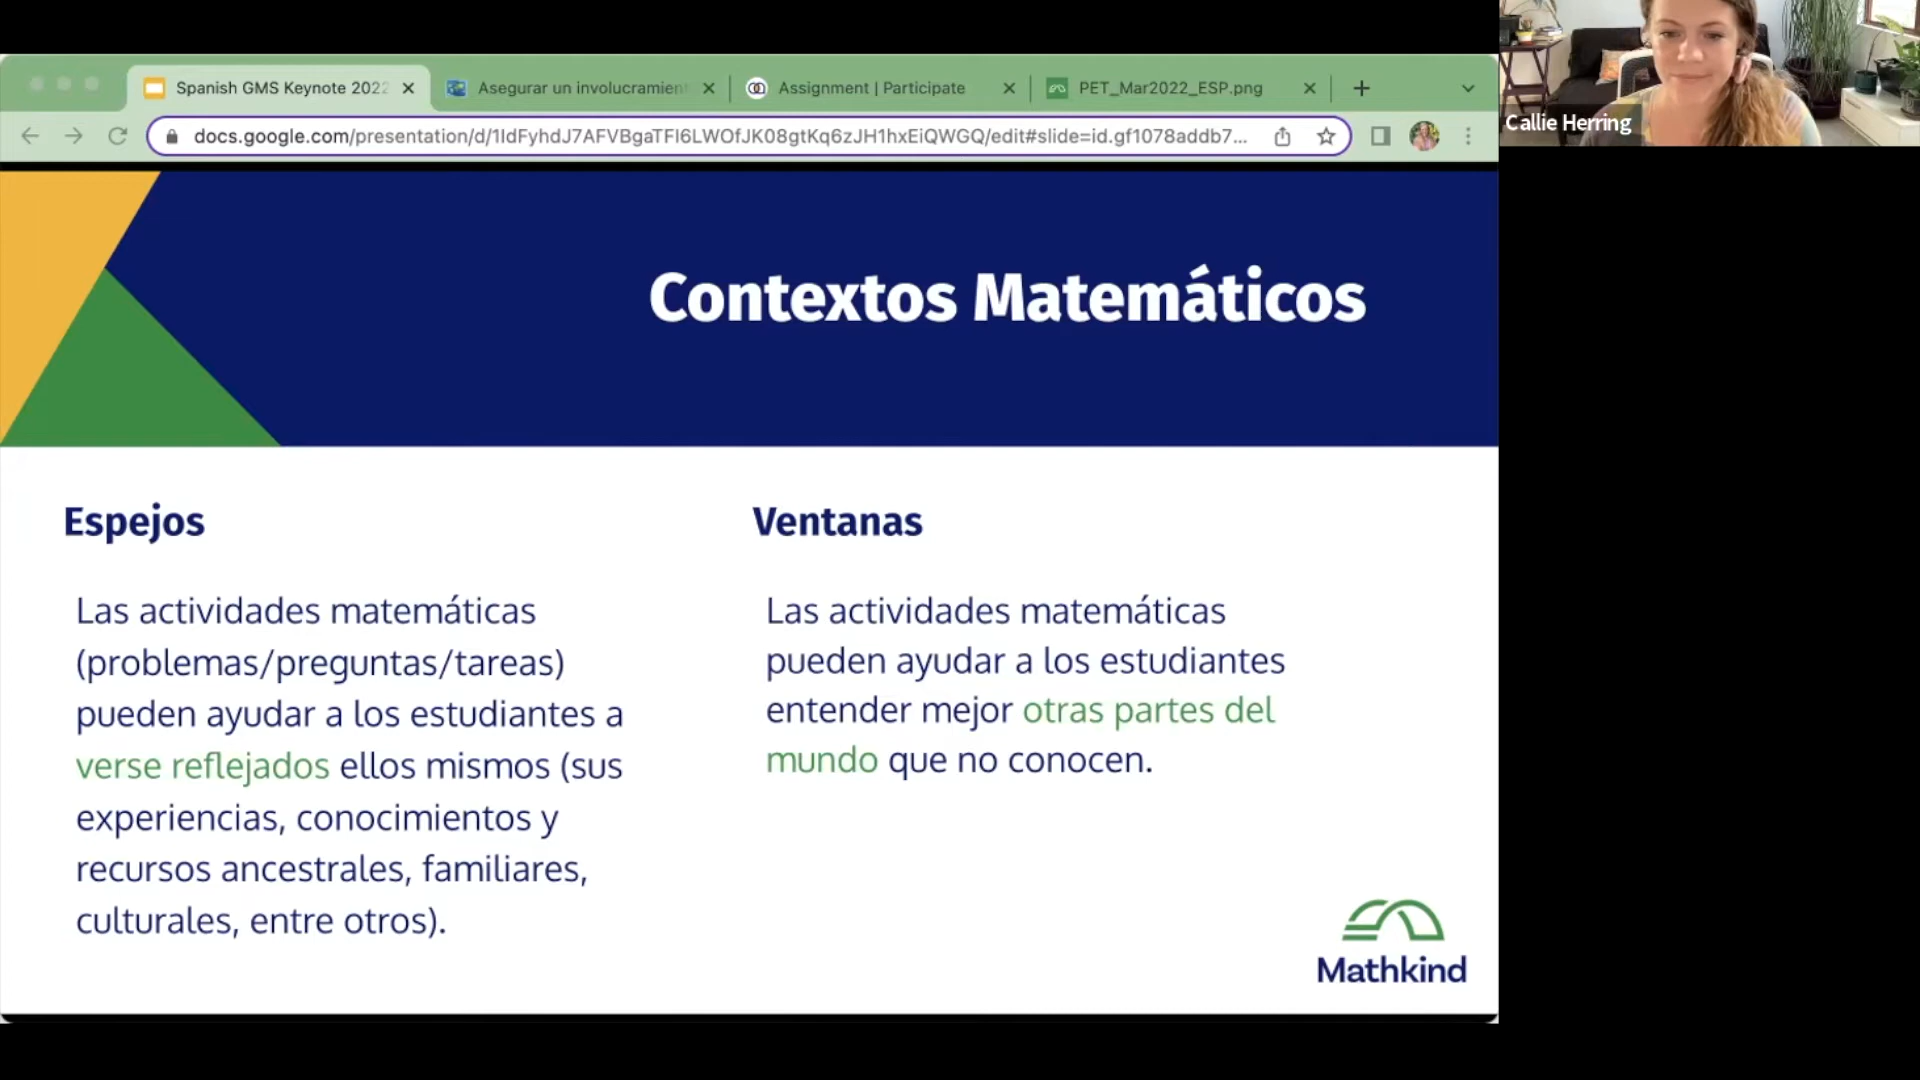 Spanish GMS Keynote 2022
Asegurar un involucramien
Assignment | Participate
PET_Mar2022_ESP.png
docs.google.com/presentation/d/1ldFyhdJ7AFVBgaTFl6LWOfJK08gtKq6zJH1hxEiQWGQ/edit#slide=id.gf1078addb7...
Callie Herring
Contextos Matemáticos
Espejos
Las actividades matemáticas
(problemas/preguntas/tareas)
pueden ayudar a los estudiantes a
verse reflejados ellos mismos (sus
experiencias, conocimientos y
recursos ancestrales, familiares,
culturales, entre otros).
Ventanas
Las actividades matemáticas
pueden ayudar a los estudiantes
entender mejor otras partes del
mundo que no conocen.
Mathkind